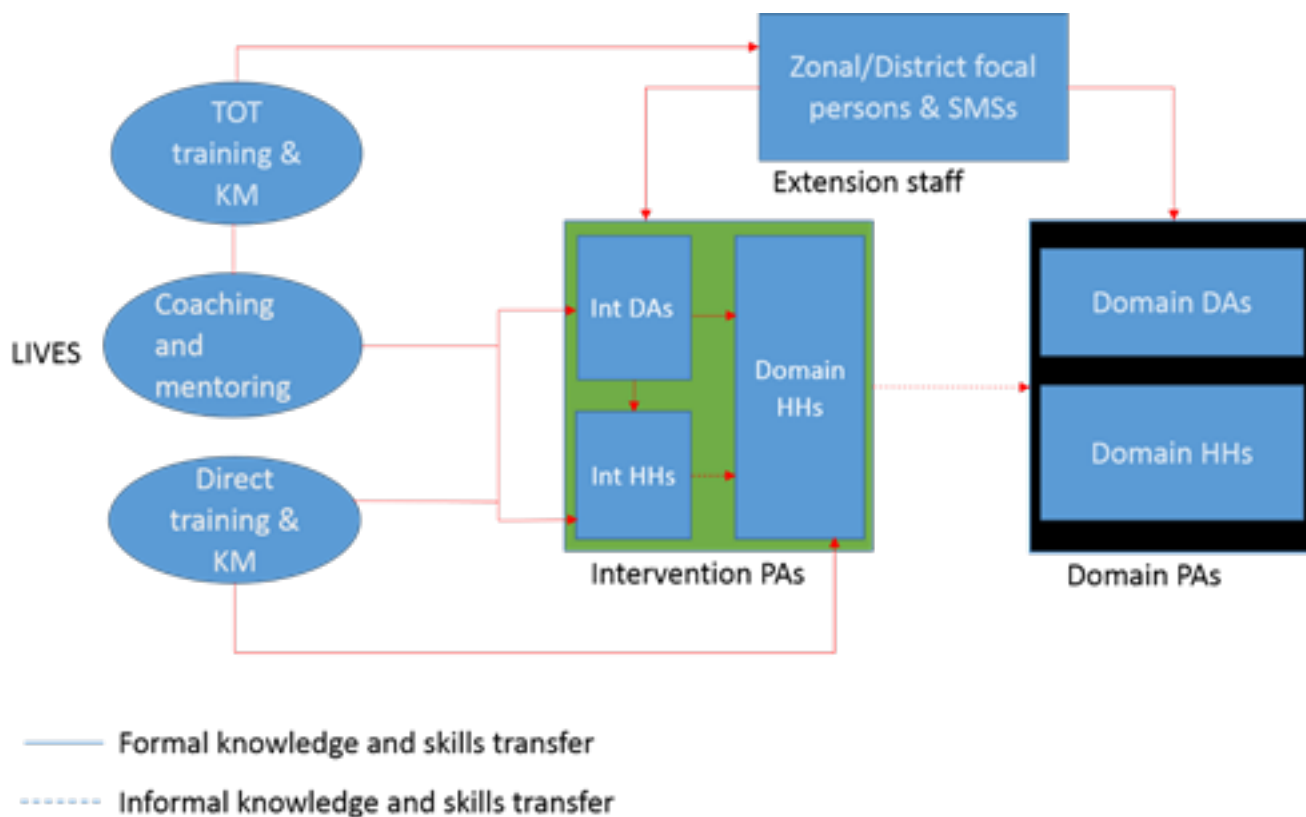 Zonal/District focal
persons & SMSs
Extension staff
TOT
training &
KM
LIVES
Coaching
and
mentoring
Direct
training &
KM
Int DAs
Int HHs
Domain
HHs
Intervention PAs
Domain DAs
Domain HHs
Domain PAs
Formal knowledge and skills transfer
Informal knowledge and skills transfer